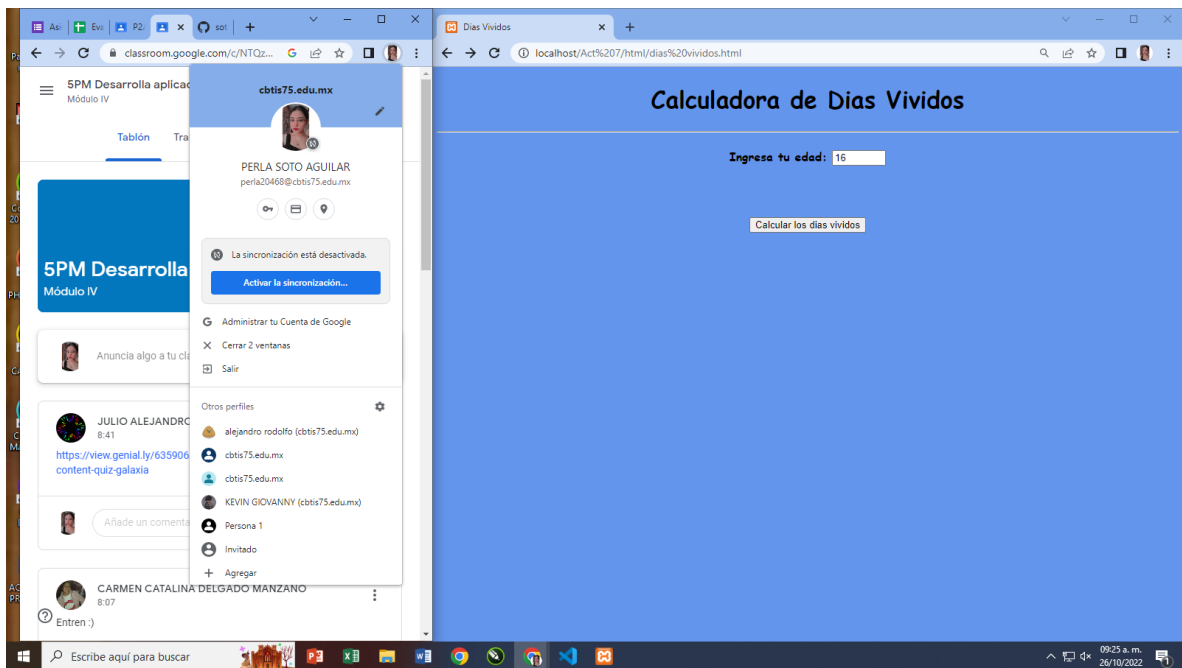 Asi
Eva
P2/
sot
classroom.google.com/c/NTQz...
5PM Desarrolla aplicac
Módulo IV
Tablón
Tra
5PM Desarrolla
Módulo IV
Anuncia algo a tu cla
JULIO ALEJANDRO
8:41
https://view.genial.ly/635906
content-quiz-galaxia
Añade un comenta
CARMEN CATALINA DELGADO MANZANO
8:07
Entren :)
cbtis75.edu.mx
PERLA SOTO AGUILAR
perla20468@cbtis75.edu.mx
La sincronización está desactivada.
Activar la sincronización...
Administrar tu Cuenta de Google
Cerrar 2 ventanas
Salir
Otros perfiles
alejandro rodolfo (cbtis75.edu.mx)
cbtis75.edu.mx
cbtis75.edu.mx
KEVIN GIOVANNY (cbtis75.edu.mx)
Persona 1
Invitado
Agregar
Dias Vividos
localhost/Act%207/html/dias%20vividos.html
Calculadora de Dias Vividos
Ingresa tu edad: 16
Calcular los dias vividos
Escribe aquí para buscar
09:25 a. m.
26/10/2022